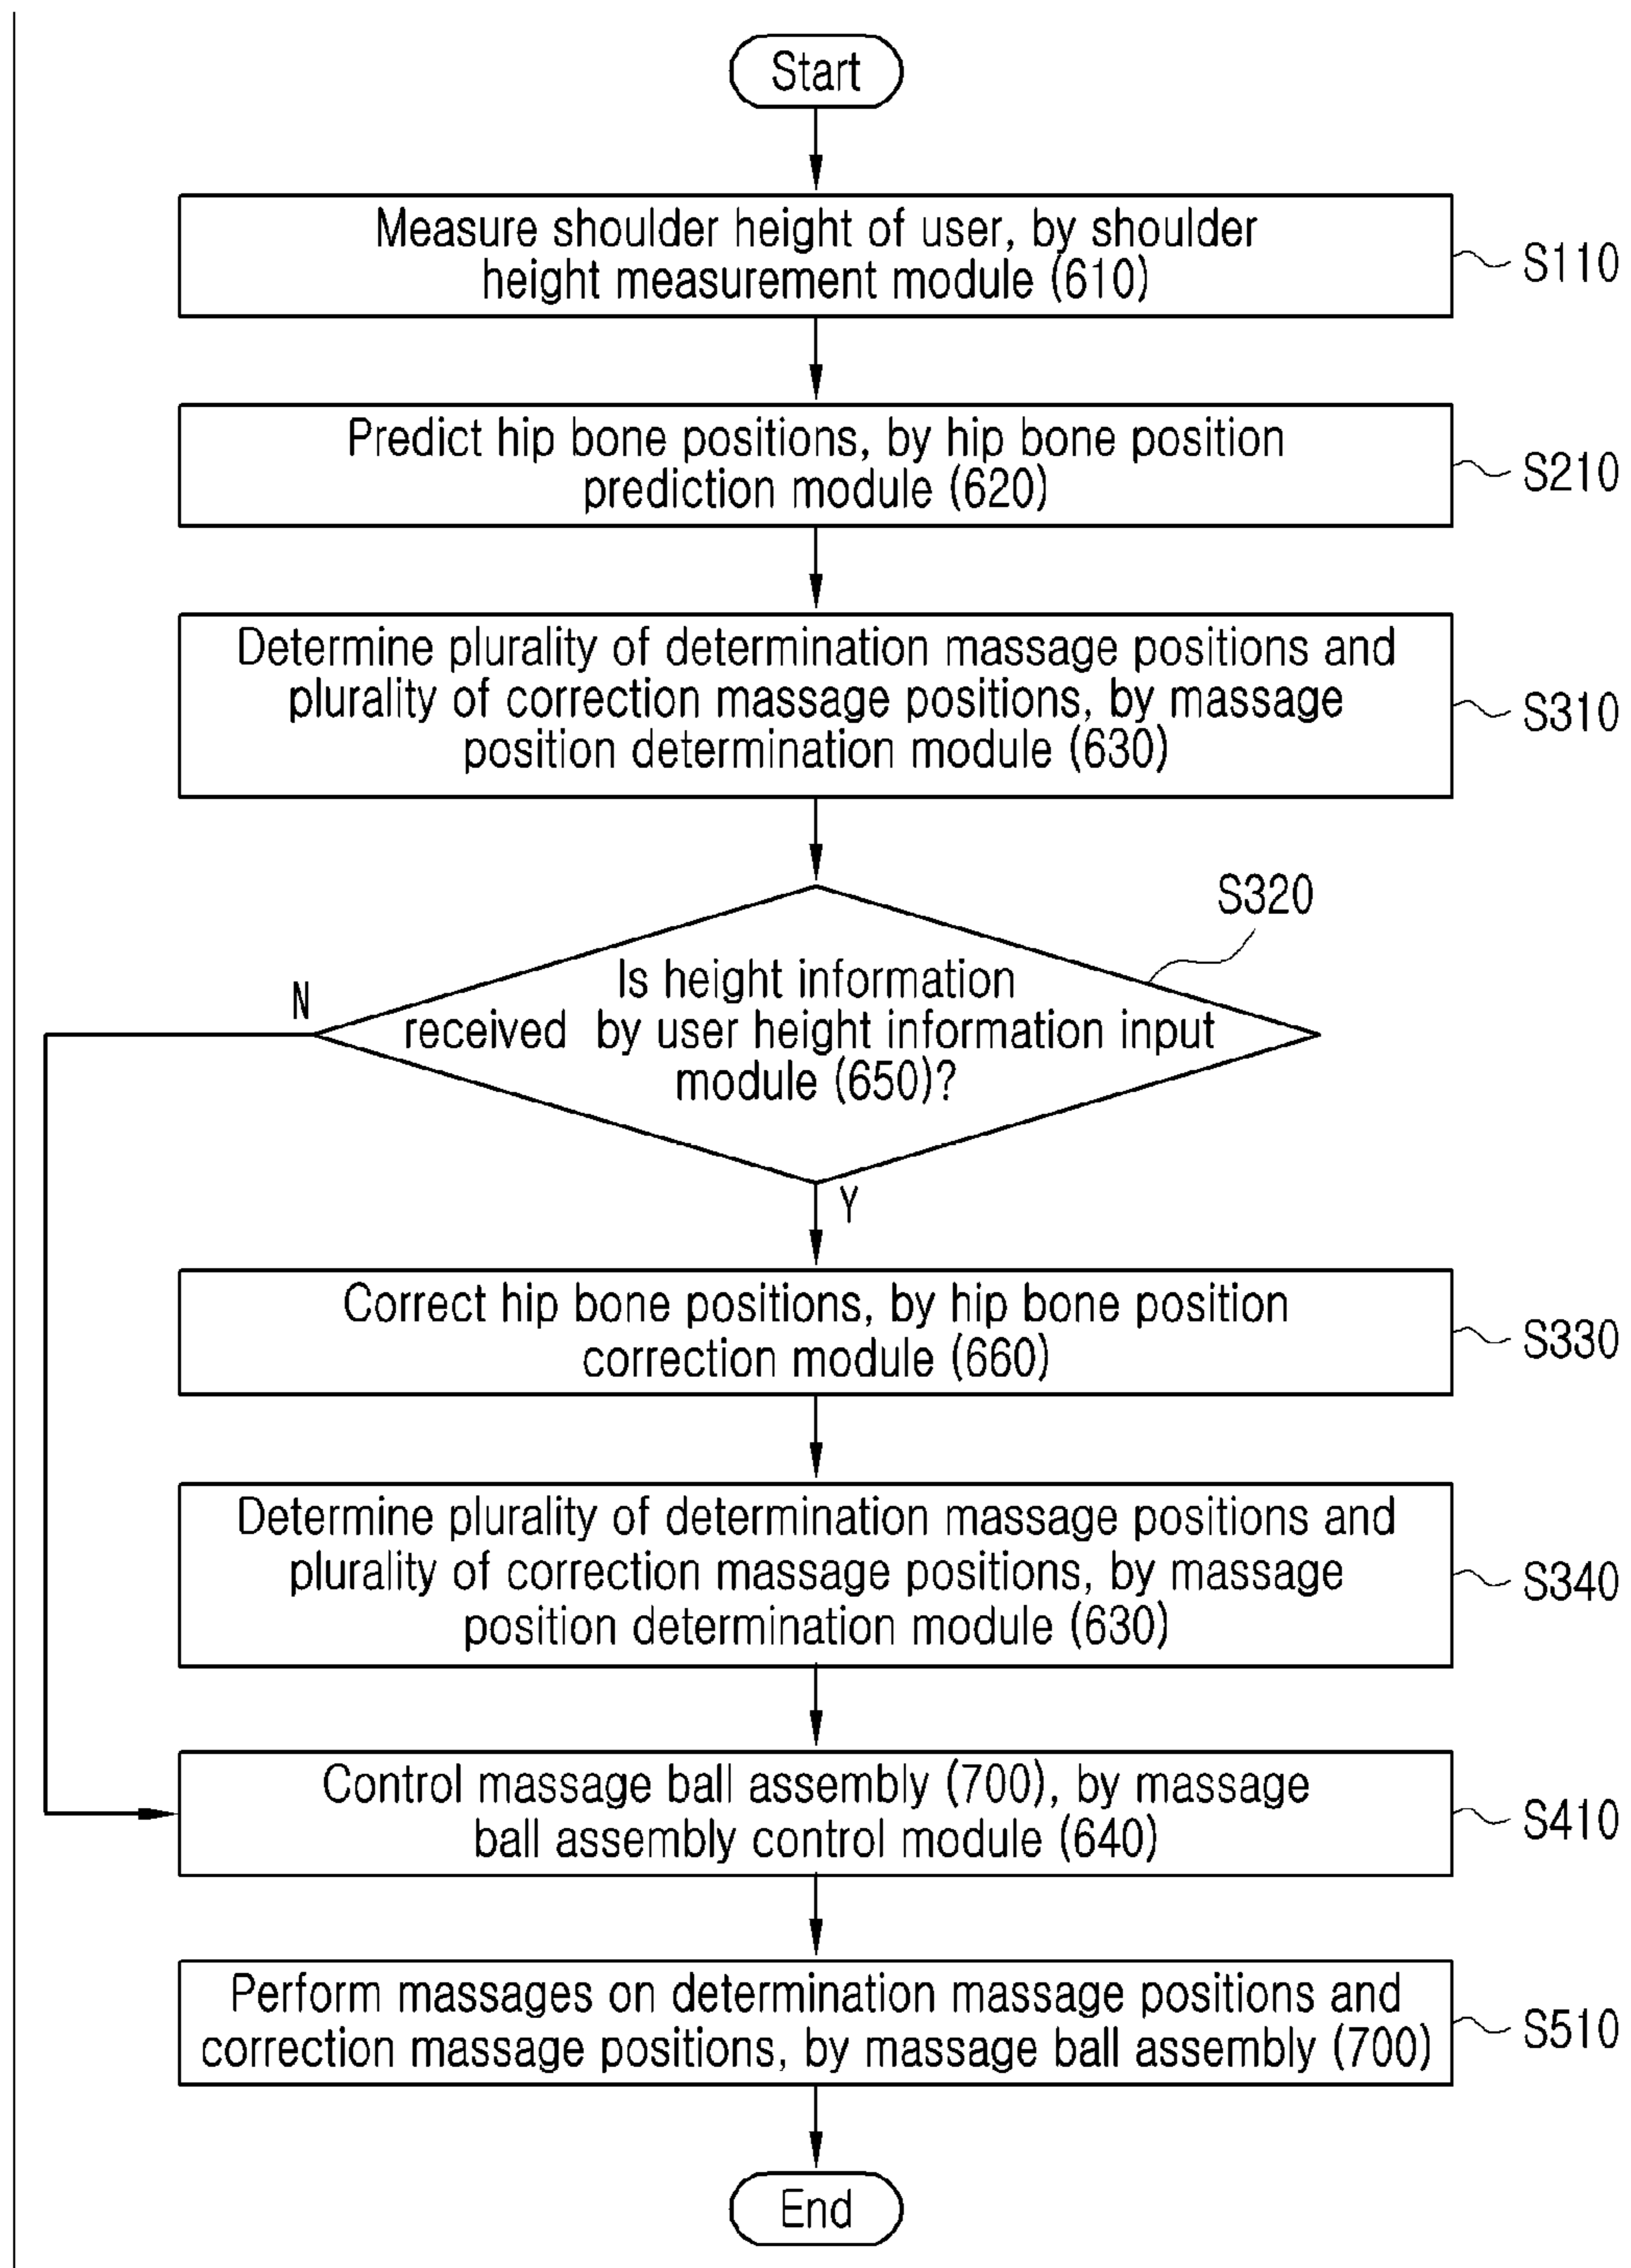 Start
Measure shoulder height of user, by shoulder
height measurement module (610)
S110
Predict hip bone positions, by hip bone position
prediction module (620)
S210
Determine plurality of determination massage positions and
plurality of correction massage positions, by massage
position determination module (630)
S310
S320
Is height information
received by user height information input
module (650)?
N
Y
Correct hip bone positions, by hip bone position
correction module (660)
S330
Determine plurality of determination massage positions and
plurality of correction massage positions, by massage
position determination module (630)
S340
Control massage ball assembly (700), by massage
ball assembly control module (640)
S410
Perform massages on determination massage positions and
correction massage positions, by massage ball assembly (700)
S510
End